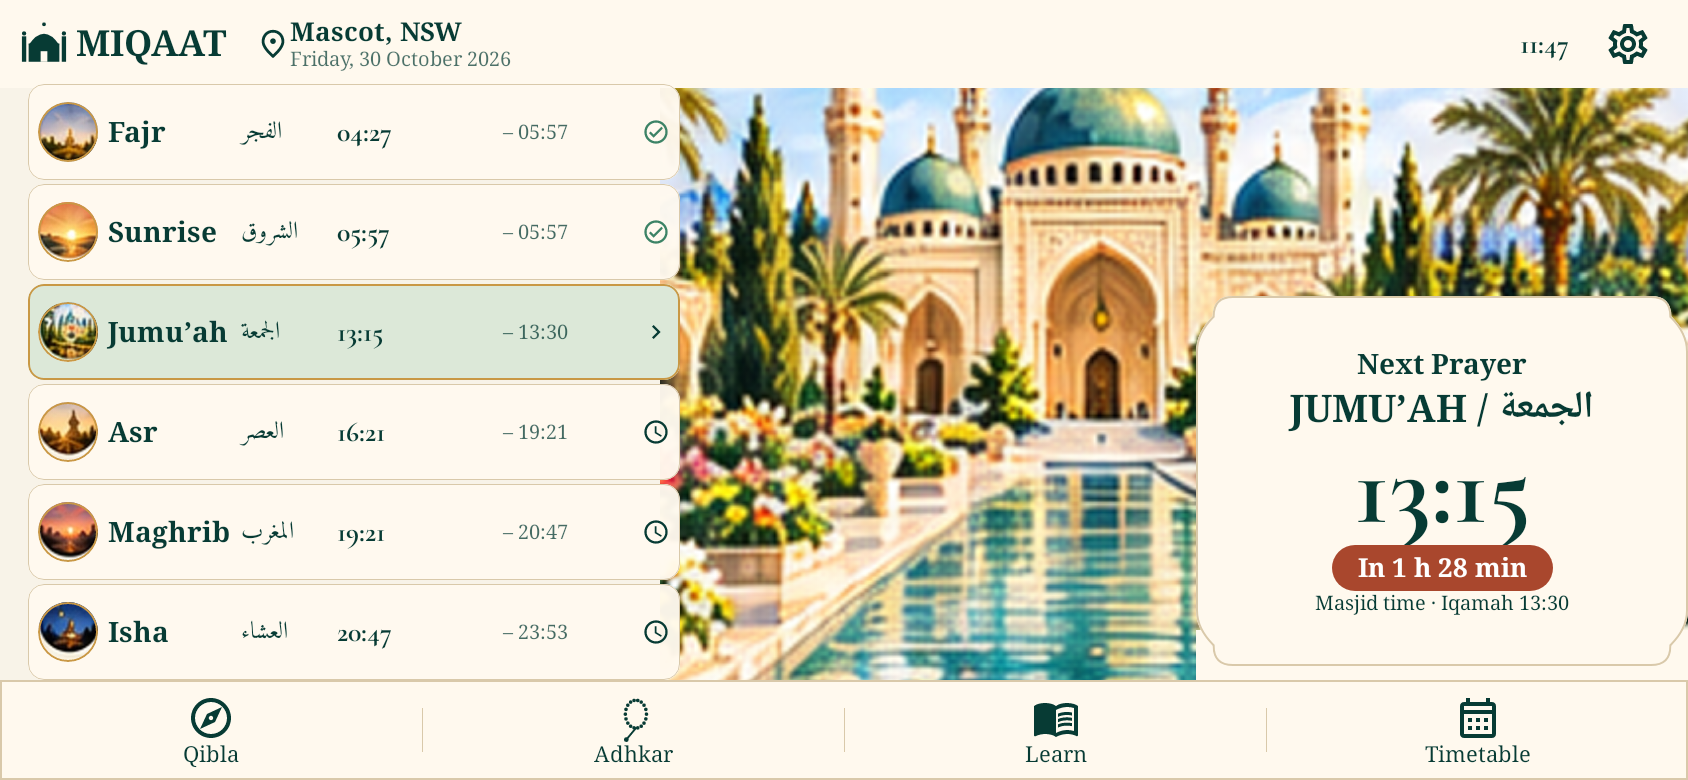 MIQAAT
Mascot, NSW
Friday, 30 October 2026
11:47
Fajr الفجر 04:27 – 05:57
Sunrise الشروق 05:57 – 05:57
Jumu’ah الجمعة 13:15 – 13:30
Asr العصر 16:21 – 19:21
Maghrib المغرب 19:21 – 20:47
Isha العشاء 20:47 – 23:53
Next Prayer
JUMU’AH / الجمعة
13:15
In 1 h 28 min
Masjid time · Iqamah 13:30
Qibla
Adhkar
Learn
Timetable